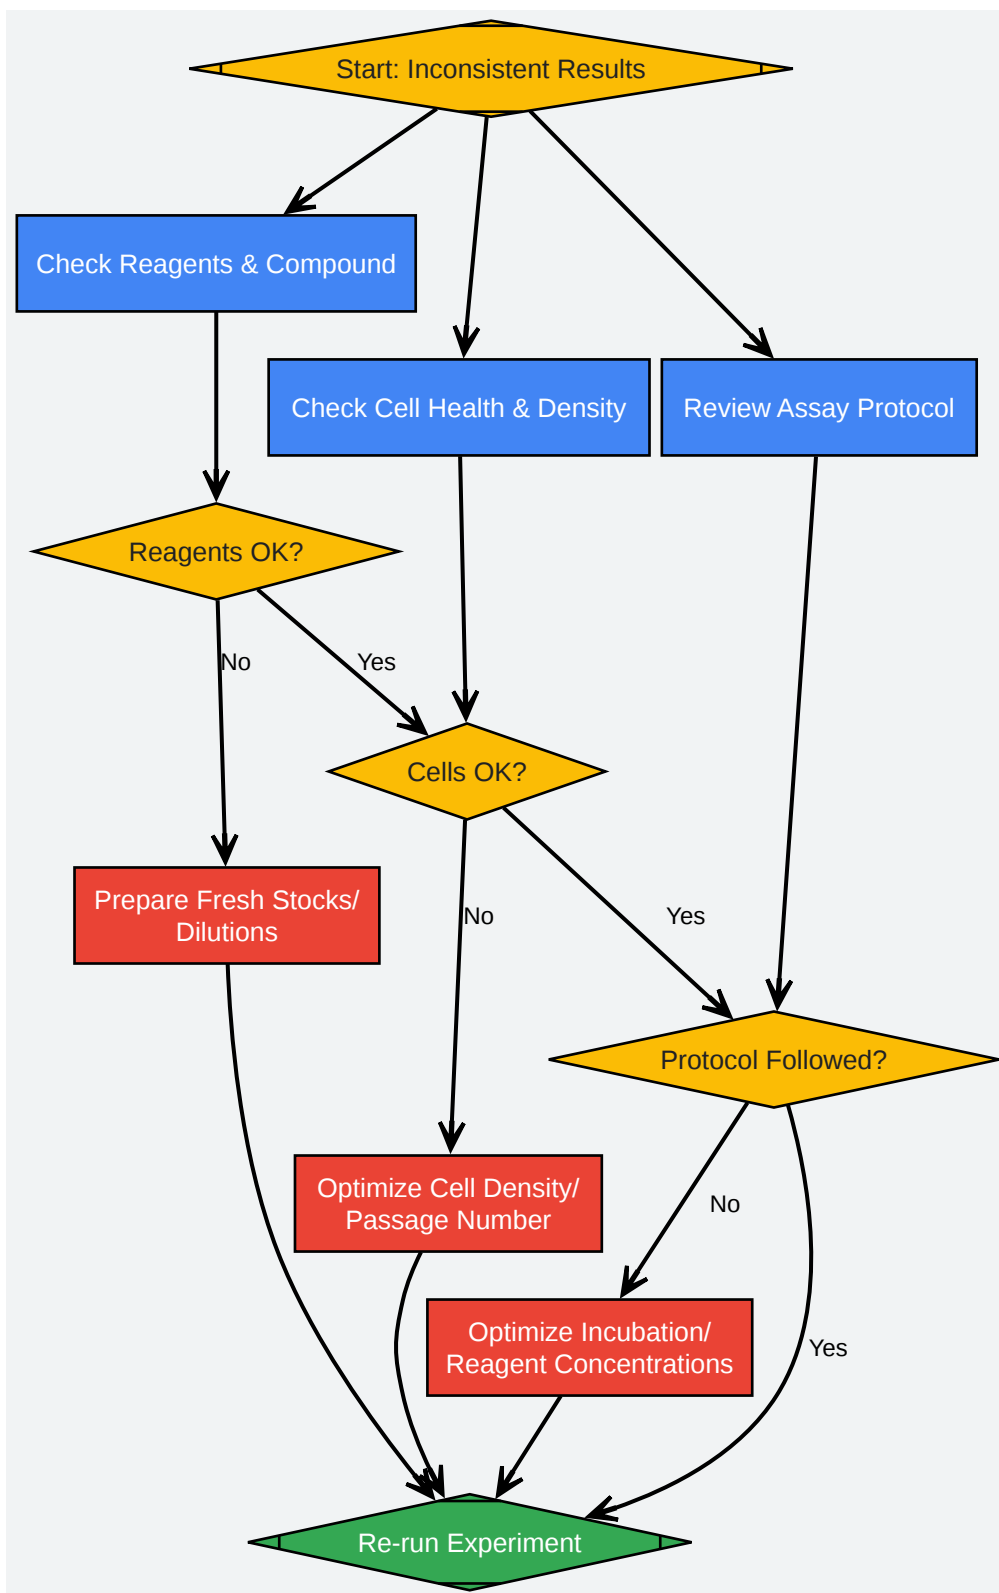 Start: Inconsistent Results
Check Reagents & Compound
Check Cell Health & Density
Review Assay Protocol
Reagents OK?
No
Yes
Cells OK?
Prepare Fresh Stocks/
Dilutions
No
Yes
Protocol Followed?
Optimize Cell Density/
Passage Number
No
Optimize Incubation/
Reagent Concentrations
Yes
Re-run Experiment